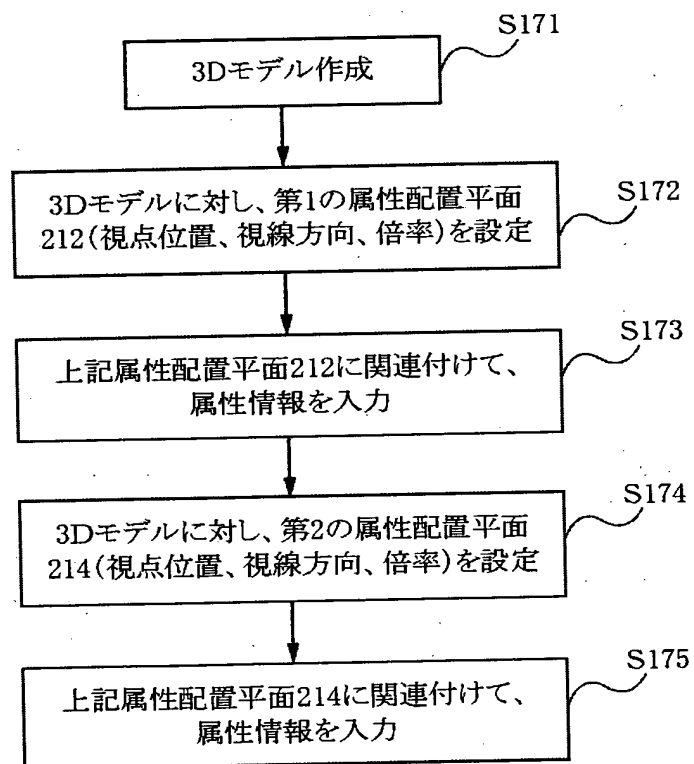 S171
3Dモデル作成
S172
3Dモデルに対し、第1の属性配置平面
212(視点位置、視線方向、倍率)を設定
S173
上記属性配置平面212に関連付けて、
属性情報を入力
S174
3Dモデルに対し、第2の属性配置平面
214(視点位置、視線方向、倍率)を設定
S175
上記属性配置平面214に関連付けて、
属性情報を入力